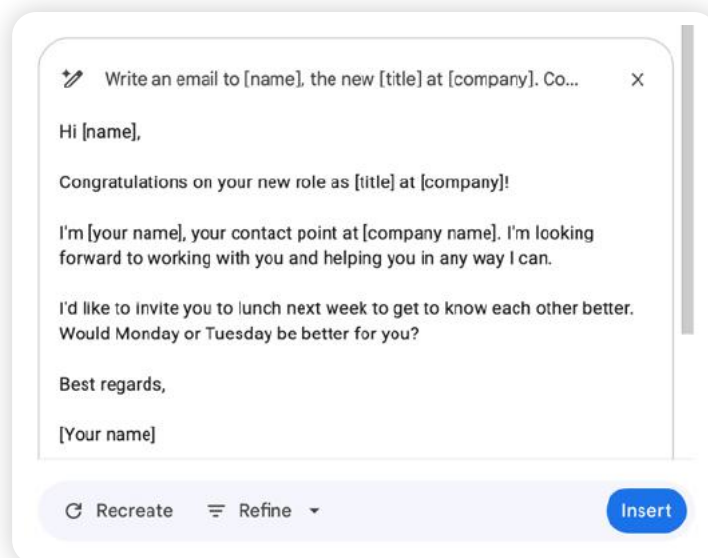 Write an email to [name], the new [title] at [company]. Co...
Hi [name],
Congratulations on your new role as [title] at [company]!
I'm [your name], your contact point at [company name]. I'm looking
forward to working with you and helping you in any way I can.
I'd like to invite you to lunch next week to get to know each other better.
Would Monday or Tuesday be better for you?
Best regards,
[Your name]
Recreate Refine Insert